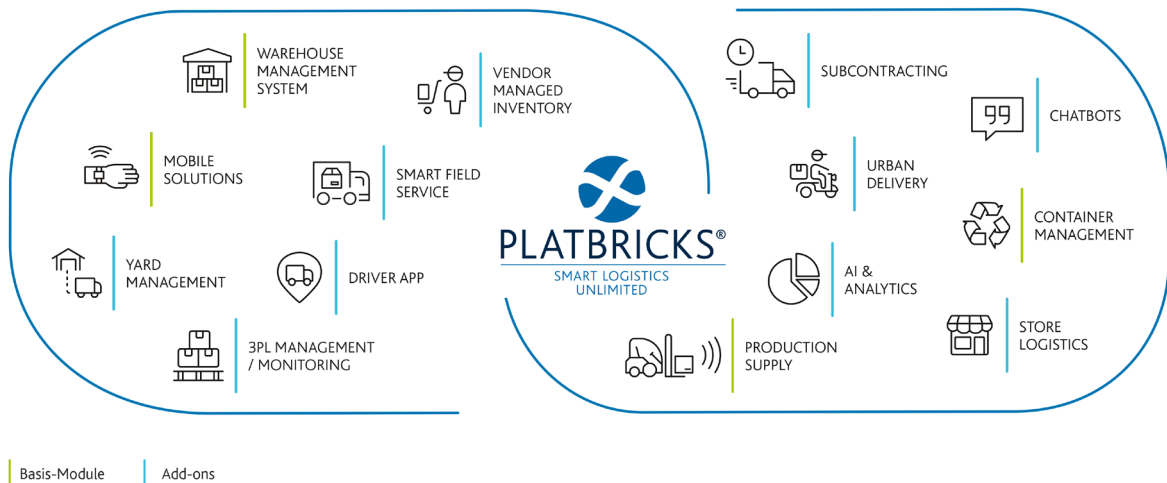 WAREHOUSE
MANAGEMENT
SYSTEM
VENDOR
MANAGED
INVENTORY
MOBILE
SOLUTIONS
SMART FIELD
SERVICE
YARD
MANAGEMENT
DRIVER APP
3PL MANAGEMENT
/ MONITORING
PLATBRICKS®
SMART LOGISTICS
UNLIMITED
SUBCONTRACTING
CHATBOTS
URBAN
DELIVERY
CONTAINER
MANAGEMENT
AI &
ANALYTICS
STORE
LOGISTICS
PRODUCTION
SUPPLY
Basis-Module
Add-ons